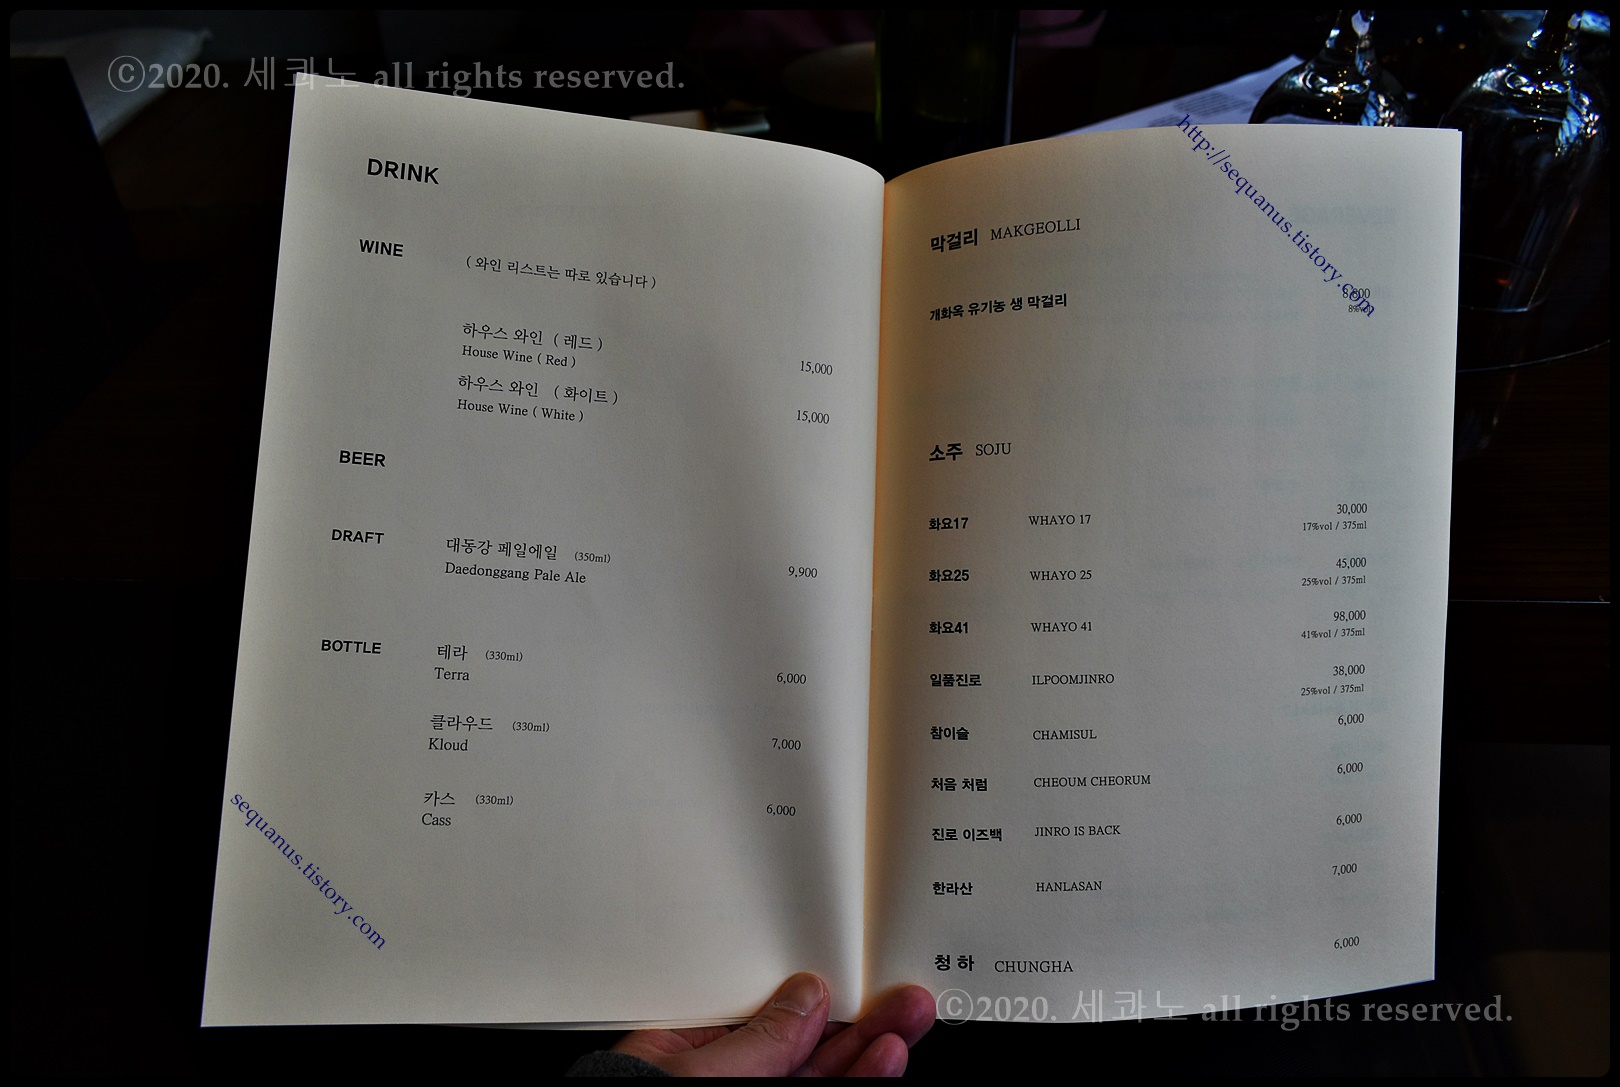 ⓒ2020. 세콰노 all rights reserved.
DRINK
WINE
( 와인 리스트는 따로 있습니다 )
하우스 와인 ( 레드 )
House Wine ( Red )
15,000
하우스 와인 ( 화이트 )
House Wine ( White )
15,000
BEER
DRAFT
대동강 페일에일 (350ml)
Daedonggang Pale Ale
9,900
BOTTLE
테라 (330ml)
Terra
6,000
클라우드 (330ml)
Kloud
7,000
카스 (330ml)
Cass
6,000
sequanus.tistory.com
http://sequanus.tistory.com
막걸리 MAKGEOLLI
개화옥 유기농 생 막걸리
8%vol
소주 SOJU
화요17 WHAYO 17 30,000
17%vol / 375ml
화요25 WHAYO 25 45,000
25%vol / 375ml
화요41 WHAYO 41 98,000
41%vol / 375ml
일품진로 ILPOOMJINRO 38,000
25%vol / 375ml
참이슬 CHAMISUL 6,000
처음 처럼 CHEOUM CHEORUM 6,000
진로 이즈백 JINRO IS BACK 6,000
한라산 HANLASAN 7,000
청 하 CHUNGHA 6,000
ⓒ2020. 세콰노 all rights reserved.